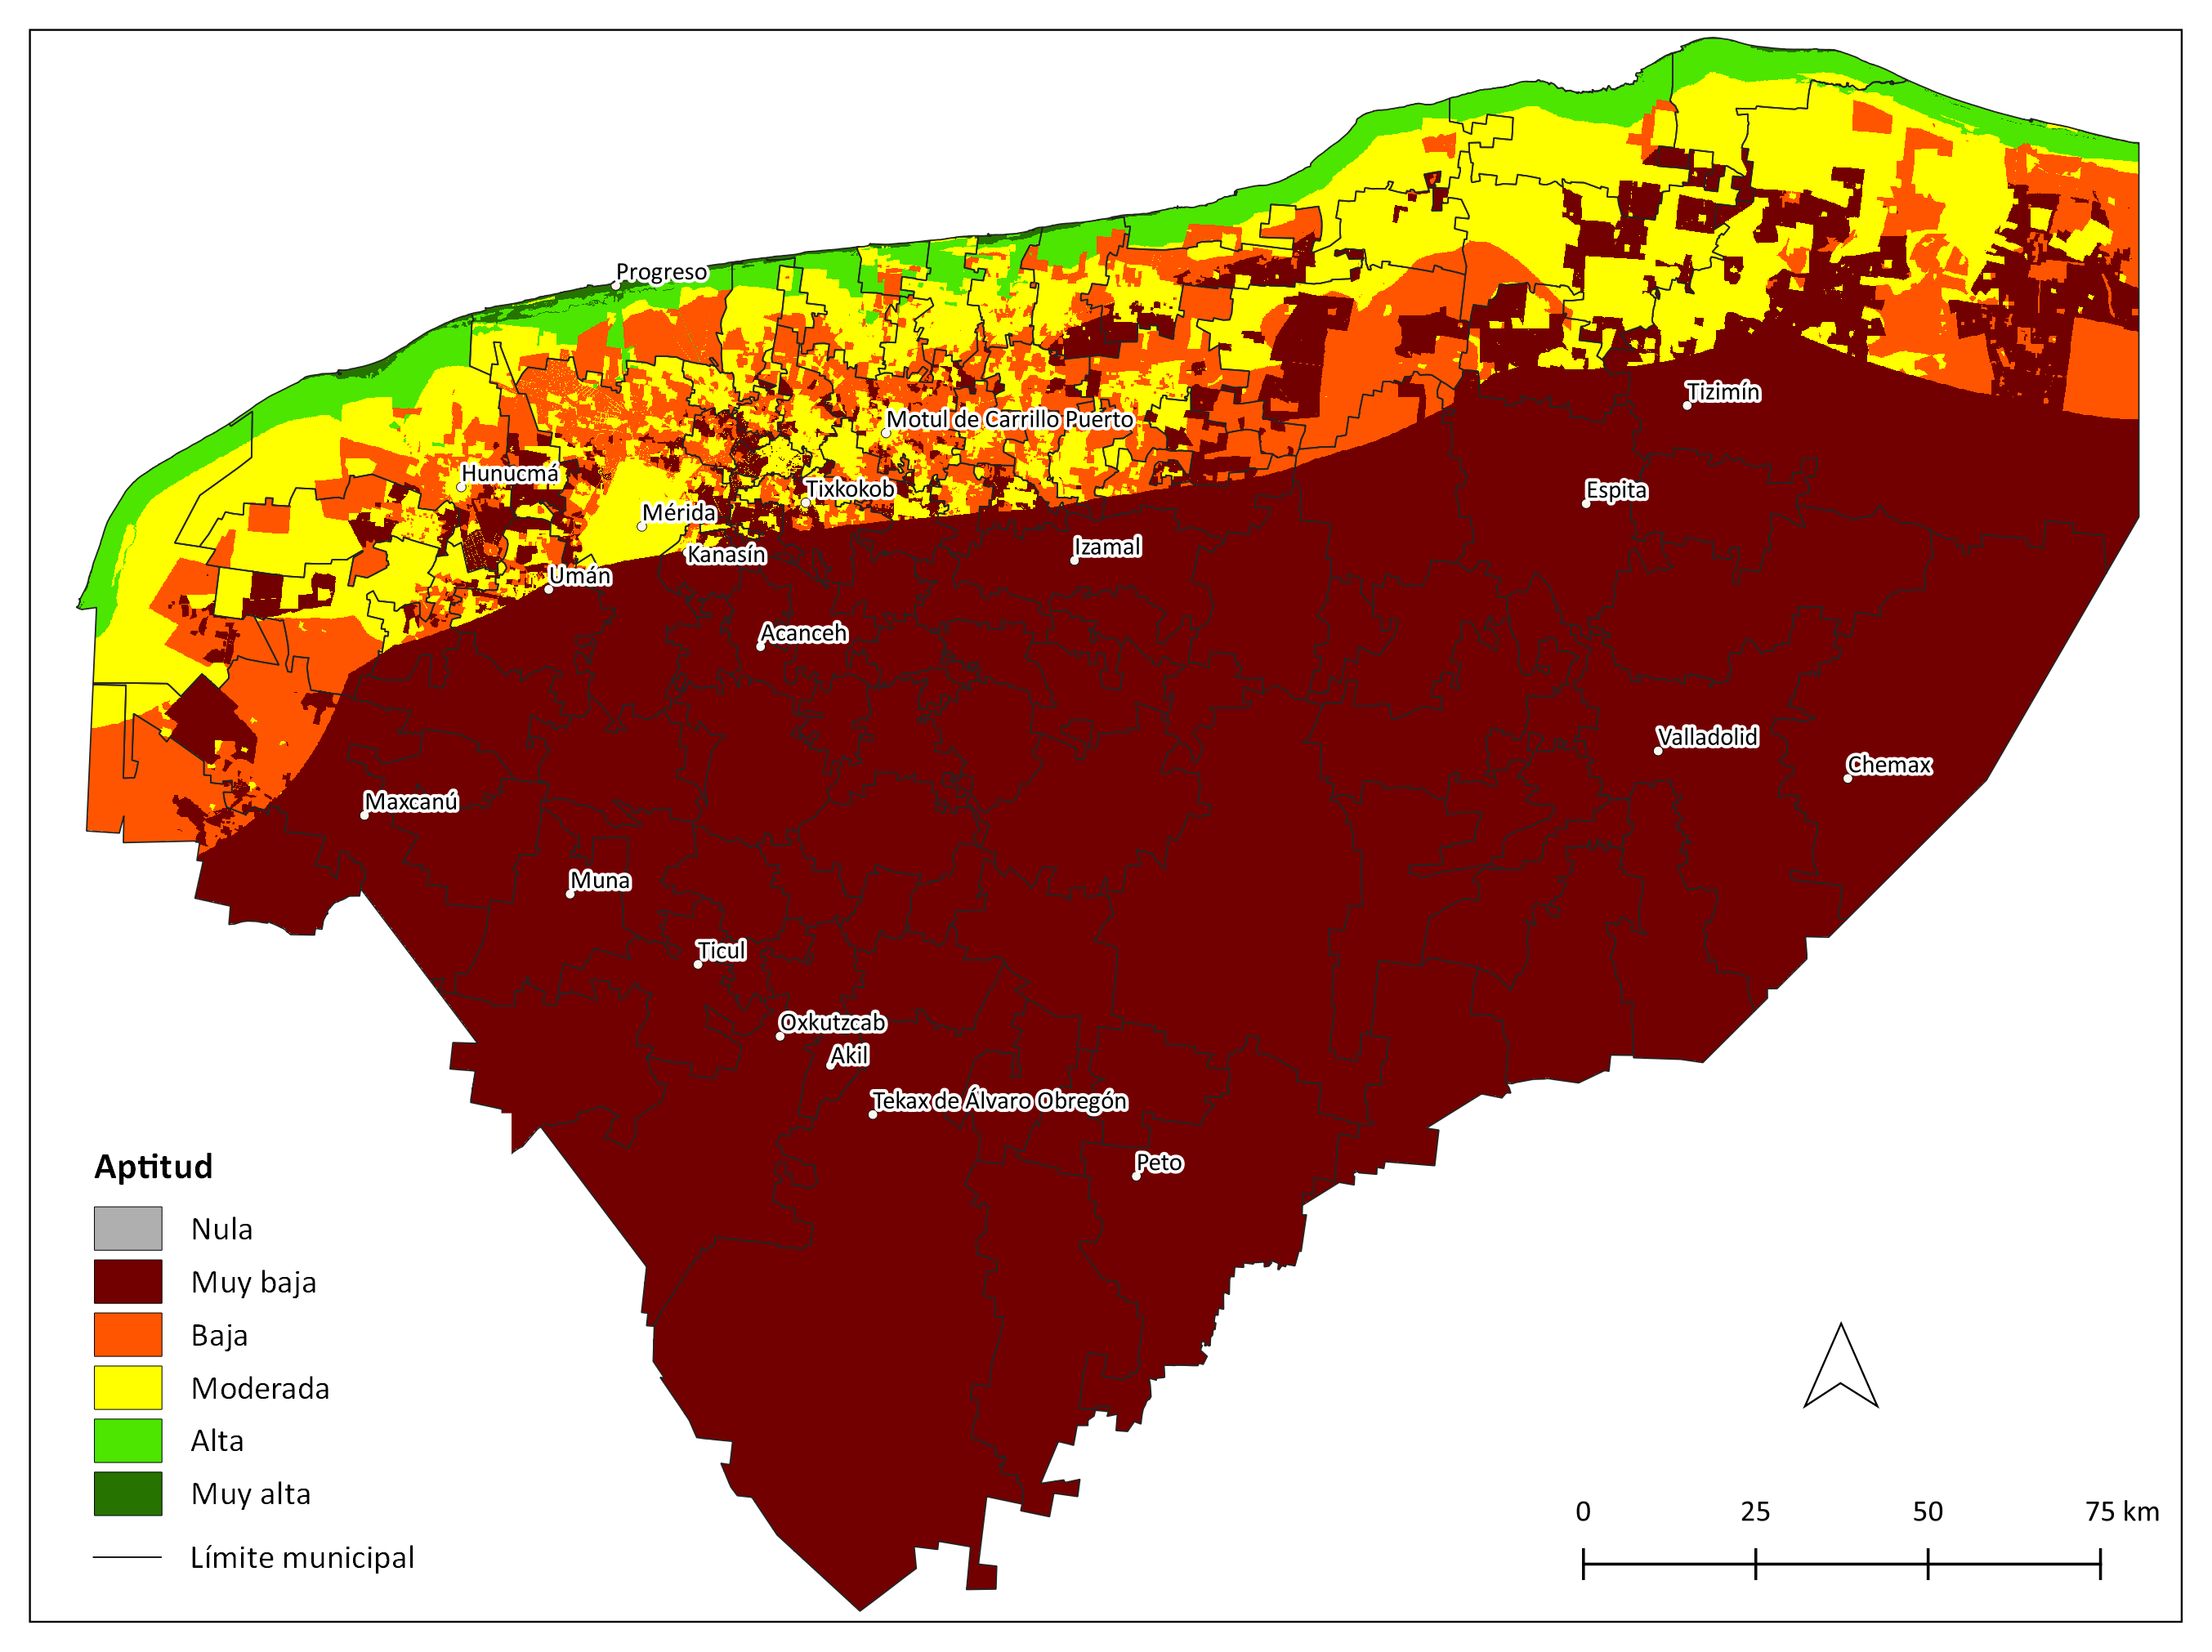 Progreso
Tizimín
Motul de Carrillo Puerto
Hunucmá
Tixkokob
Espita
Mérida
Kanasín
Izamal
Umán
Acanceh
Valladolid
Chemax
Maxcanú
Muna
Ticul
Oxkutzcab
Akil
Tekax de Álvaro Obregón
Peto
Aptitud
Nula
Muy baja
Baja
Moderada
Alta
Muy alta
Límite municipal
0 25 50 75 km